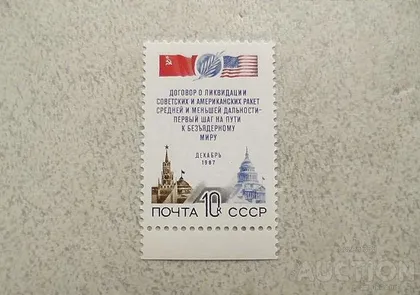 ДОГОВОР О ЛИКВИДАЦИИ
СОВЕТСКИХ И АМЕРИКАНСКИХ РАКЕТ
СРЕДНЕЙ И МЕНЬШЕЙ ДАЛЬНОСТИ-
ПЕРВЫЙ ШАГ НА ПУТИ
К БЕЗЪЯДЕРНОМУ
МИРУ
ДЕКАБРЬ
1987
ПОЧТА 10К СССР
AUCTION